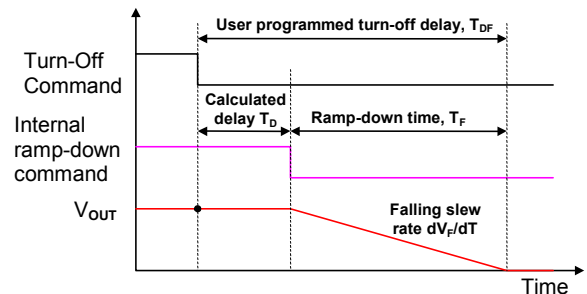 User programmed turn-off delay, TDF
Turn-Off
Command
Calculated
delay TD
Ramp-down time, TF
Internal
ramp-down
command
VOUT
Falling slew
rate dVF/dT
Time